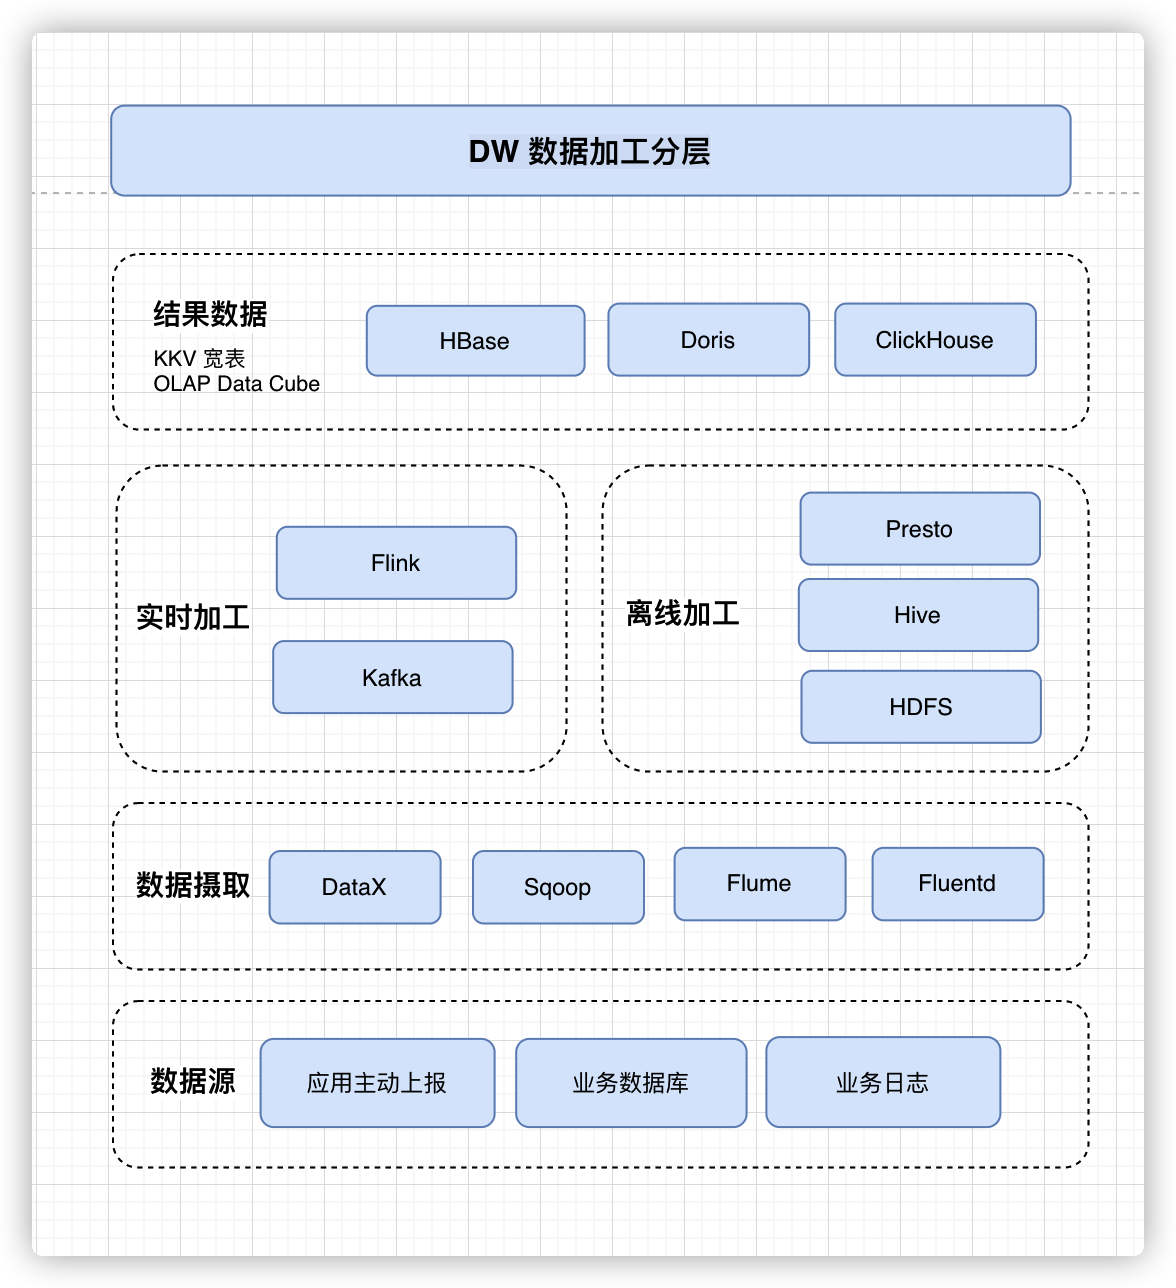 DW 数据加工分层
结果数据
KKV 宽表
OLAP Data Cube
HBase
Doris
ClickHouse
实时加工
Flink
Kafka
离线加工
Presto
Hive
HDFS
数据摄取
DataX
Sqoop
Flume
Fluentd
数据源
应用主动上报
业务数据库
业务日志